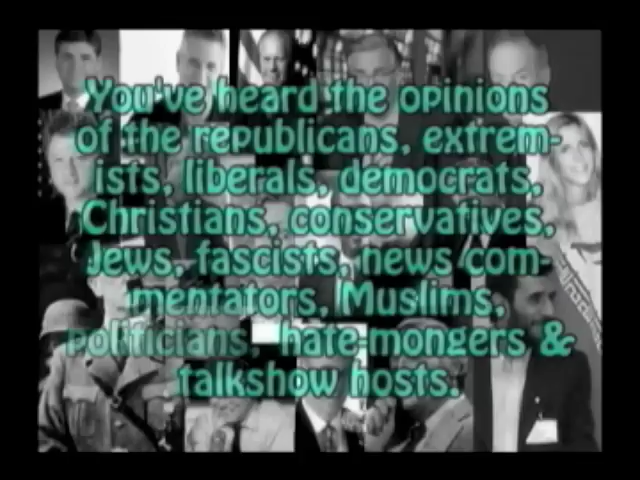 You've heard the opinions
of the republicans, extrem-
ists, liberals, democrats,
Christians, conservatives,
Jews, fascists, news com-
mentators, Muslims,
politicians, hate-mongers &
talkshow hosts.